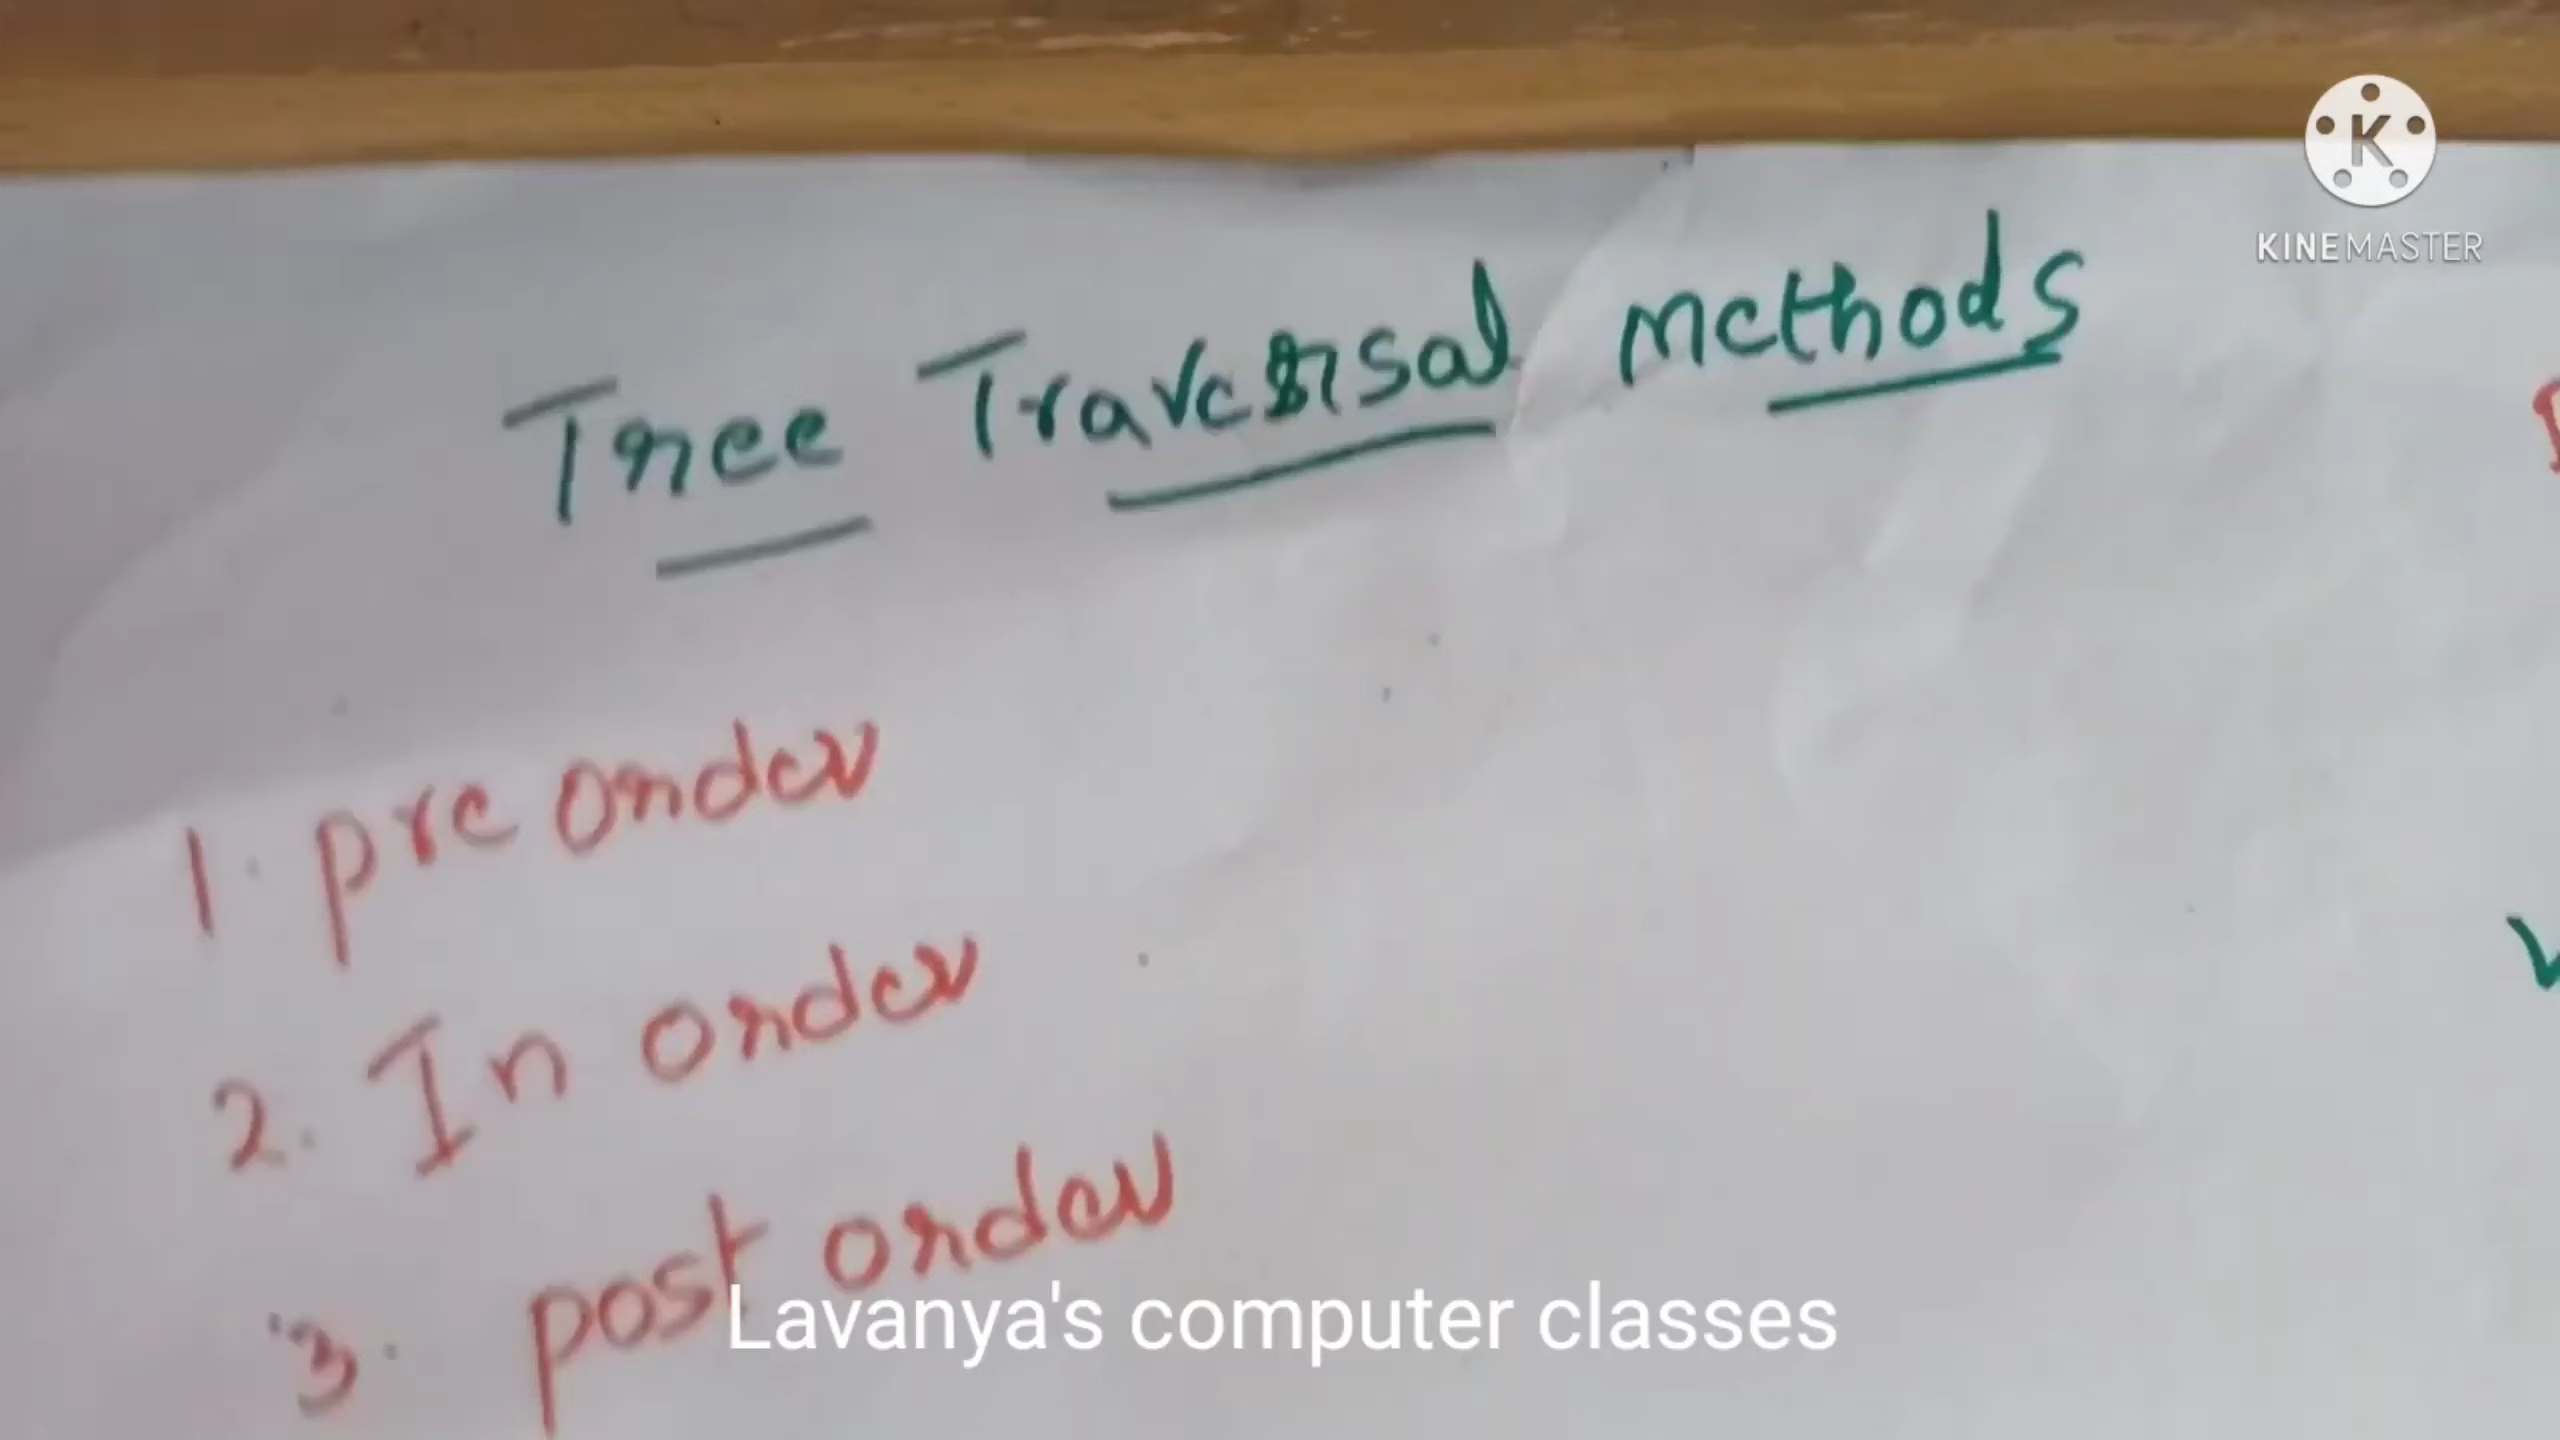 KINEMASTER
Tree Traversal methods
1. pre order
2. In order
3. post order
Lavanya's computer classes